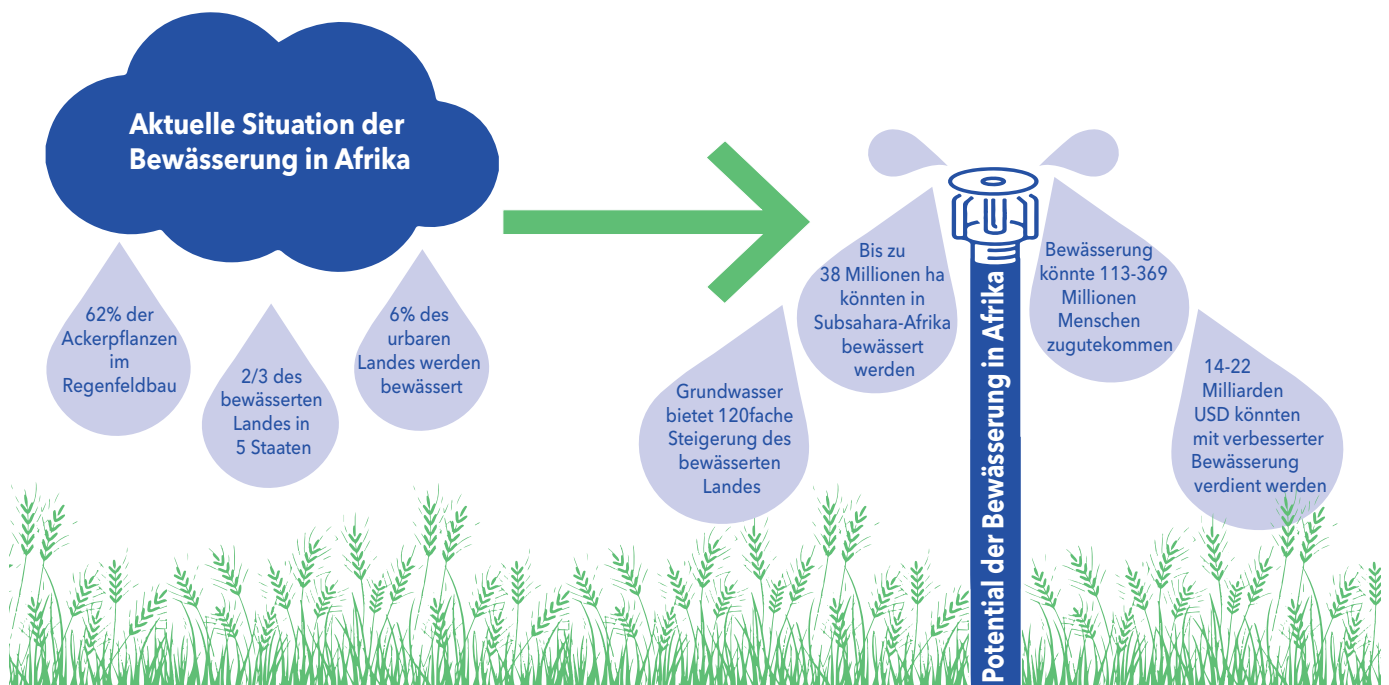 Aktuelle Situation der
Bewässerung in Afrika
62% der
Ackerpflanzen
im
Regenfeldbau
2/3 des
bewässerten
Landes in
5 Staaten
6% des
urbaren
Landes werden
bewässert
Grundwasser
bietet 120fache
Steigerung des
bewässerten
Landes
Bis zu
38 Millionen ha
könnten in
Subsahara-Afrika
bewässert
werden
Potential der Bewässerung in Afrika
Bewässerung
könnte 113-369
Millionen
Menschen
zugutekommen
14-22
Milliarden
USD könnten
mit verbesserter
Bewässerung
verdient werden